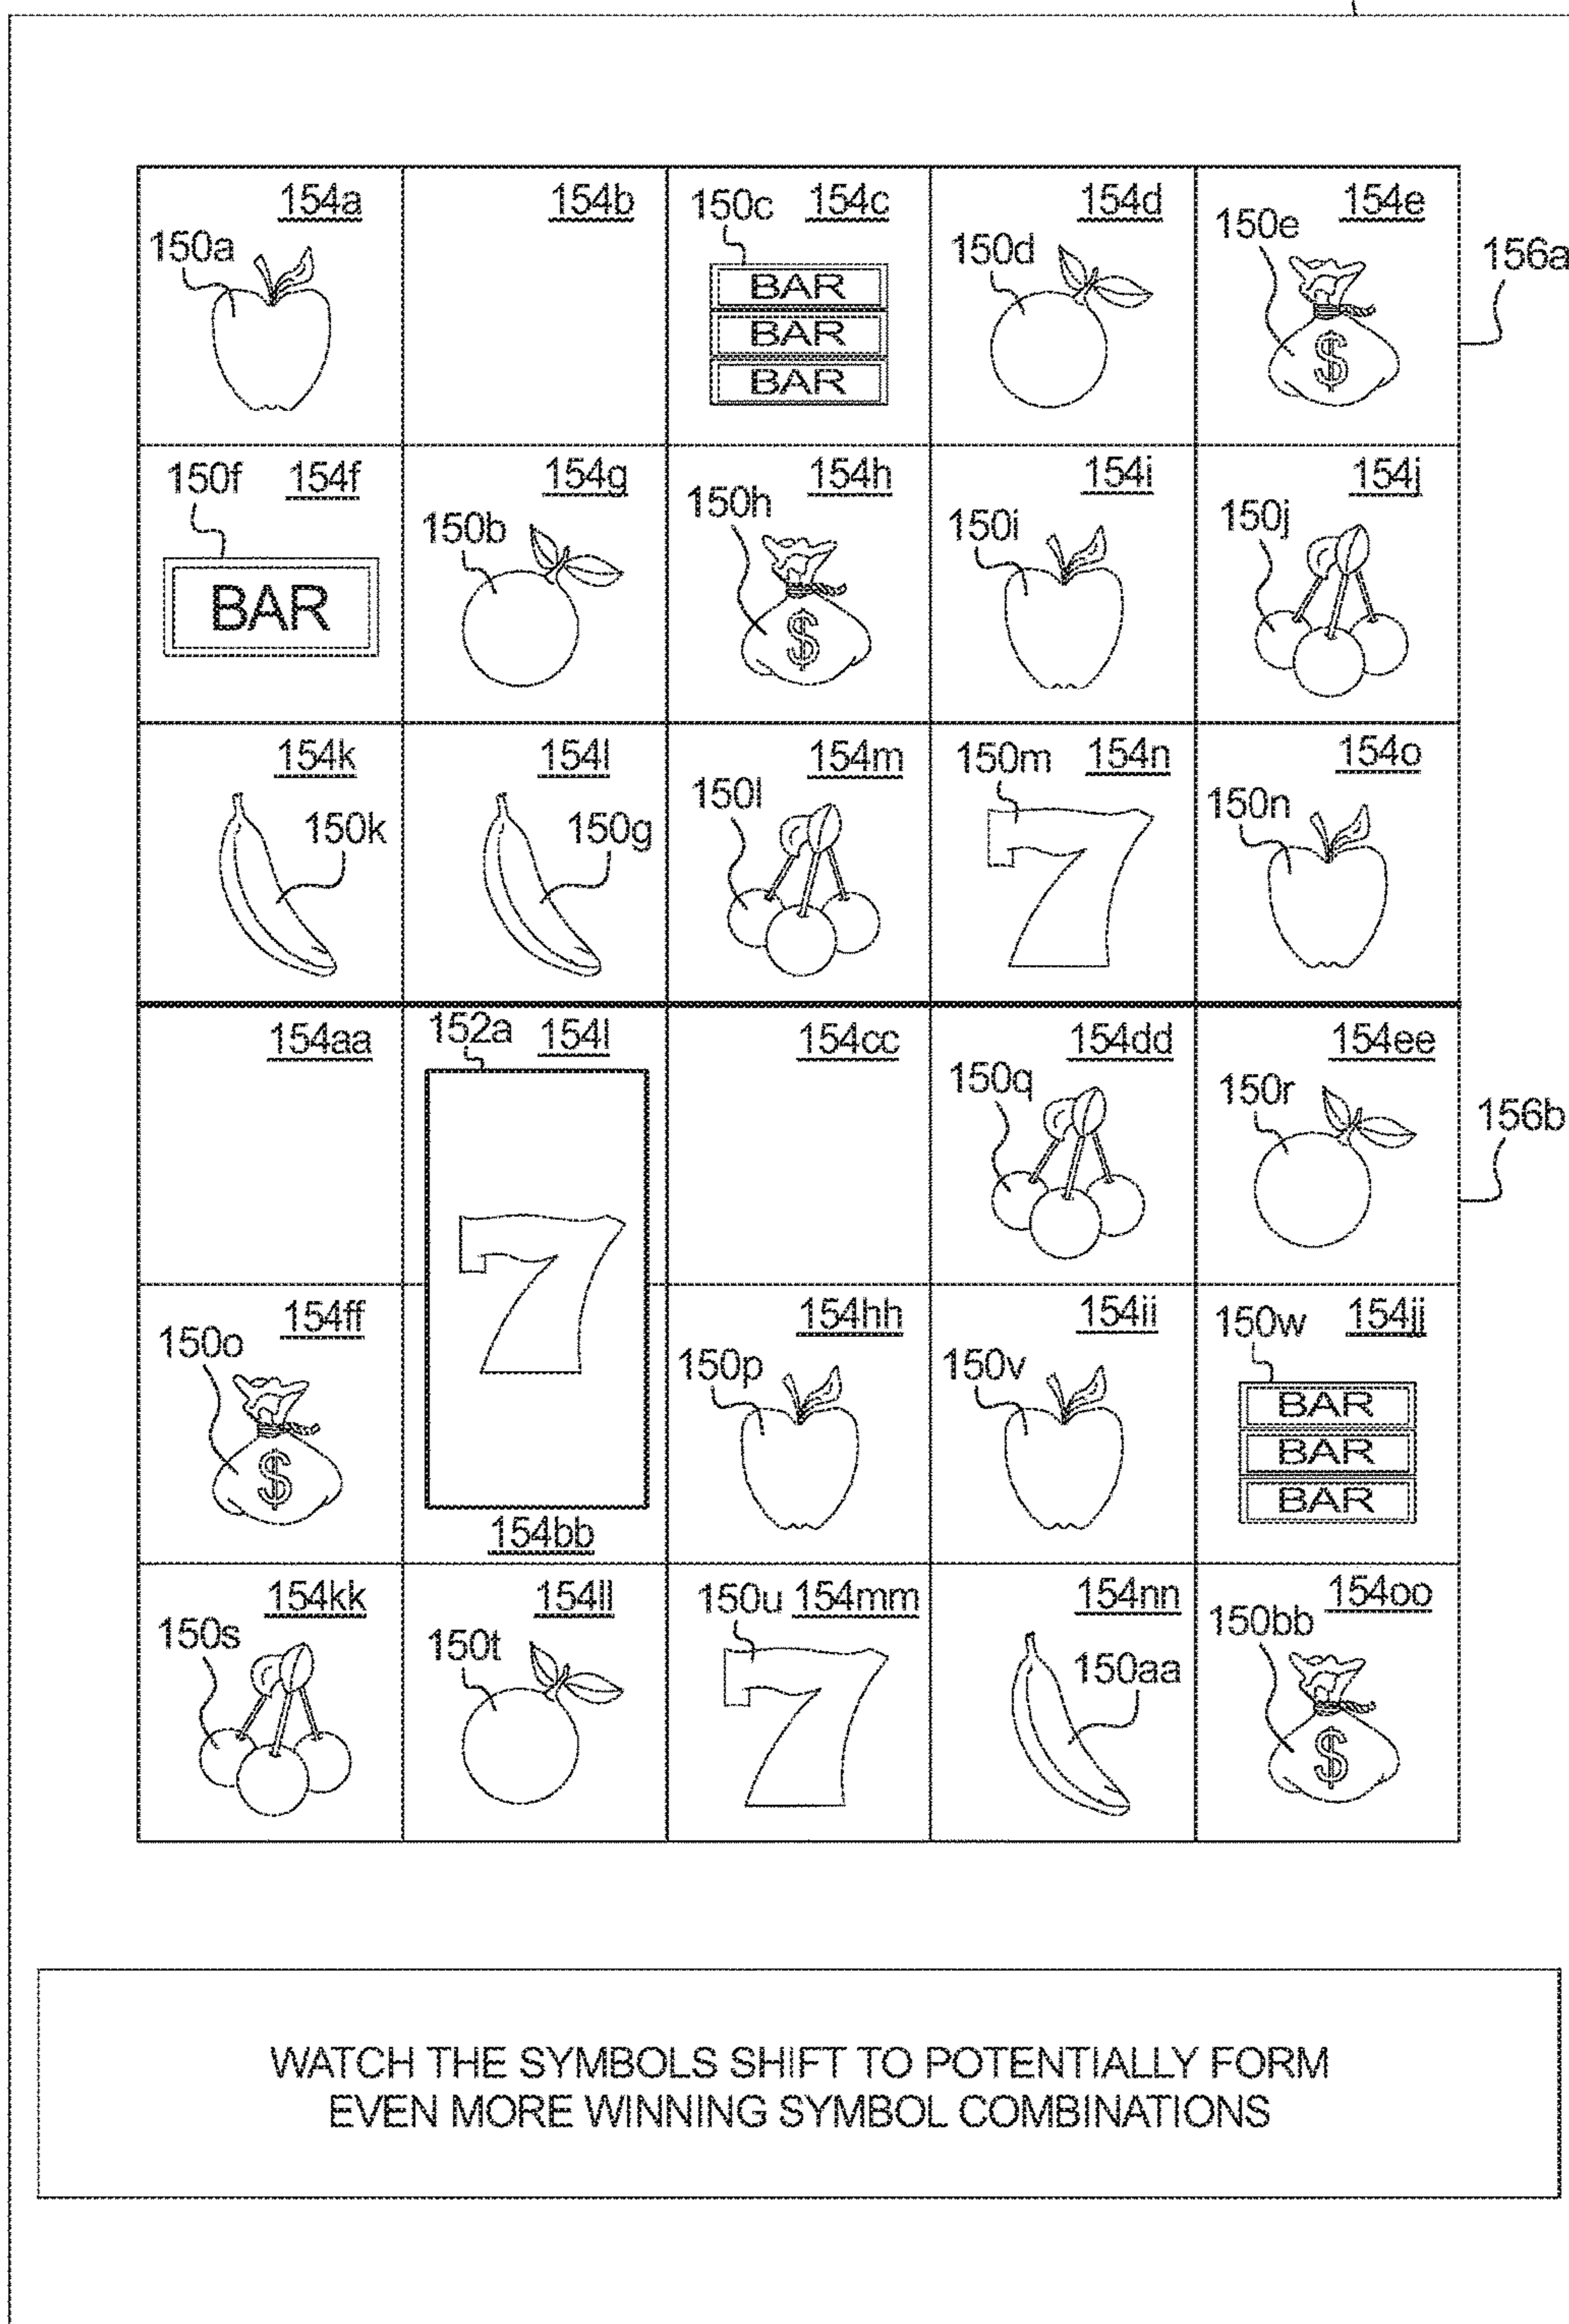 154a
154b
150c 154c
154d
154e
150a
150d
150e
156a
BAR
BAR
BAR
$
150f 154f
154g
154h
154i
154j
150b
150h
150i
150j
BAR
$
154k
154l
154m
150m 154n
154o
150k
150g
150l
7
150n
152a 154l
154aa
154cc
154dd
154ee
150q
150r
156b
7
154ff
154hh
154ii
150w 154jj
150o
150p
150v
BAR
BAR
BAR
$
154bb
154kk
154ll
150u 154mm
154nn
154oo
150s
150t
7
150aa
150bb
$
WATCH THE SYMBOLS SHIFT TO POTENTIALLY FORM
EVEN MORE WINNING SYMBOL COMBINATIONS